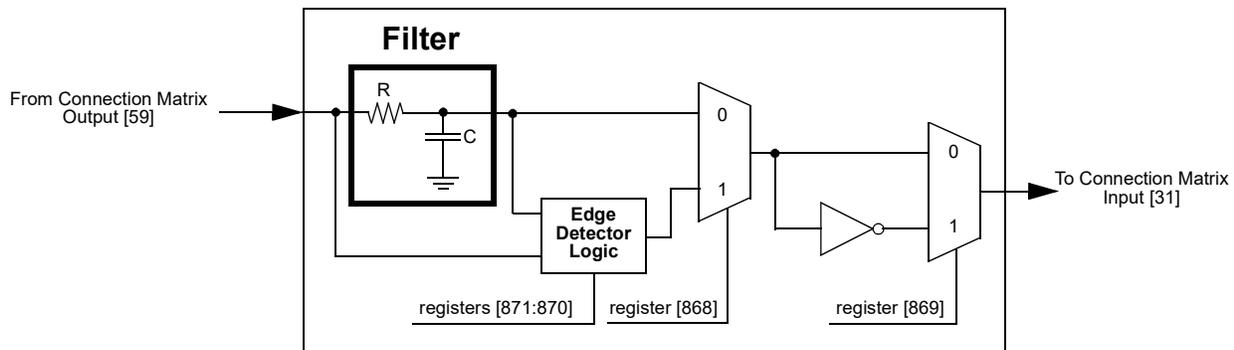 Filter
R
C
From Connection Matrix
Output [59]
0
1
Edge
Detector
Logic
0
1
To Connection Matrix
Input [31]
registers [871:870]
register [868]
register [869]